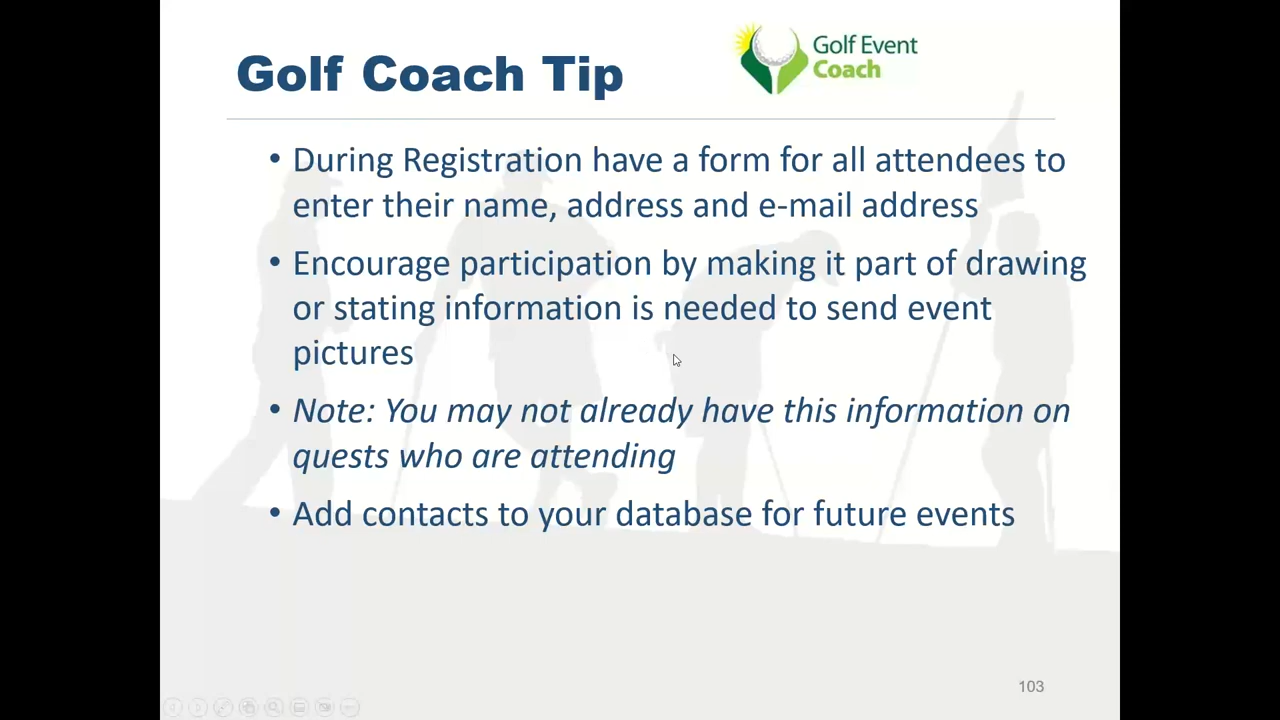 Golf Coach Tip
Golf Event
Coach
• During Registration have a form for all attendees to
enter their name, address and e-mail address
• Encourage participation by making it part of drawing
or stating information is needed to send event
pictures
• Note: You may not already have this information on
quests who are attending
• Add contacts to your database for future events
103